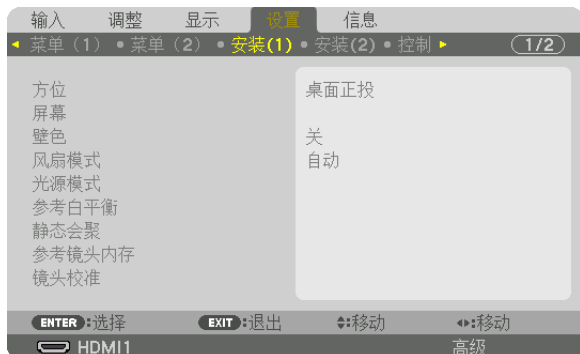 输入 调整 显示 设置 信息
◂ 菜单（1） ● 菜单（2） ● 安装(1) ● 安装(2) ● 控制 ▸ 1/2
方位 桌面正投
屏幕
壁色 关
风扇模式 自动
光源模式
参考白平衡
静态会聚
参考镜头内存
镜头校准
ENTER:选择 EXIT:退出 ♦:移动 ◂▸:移动
HDMI1 高级